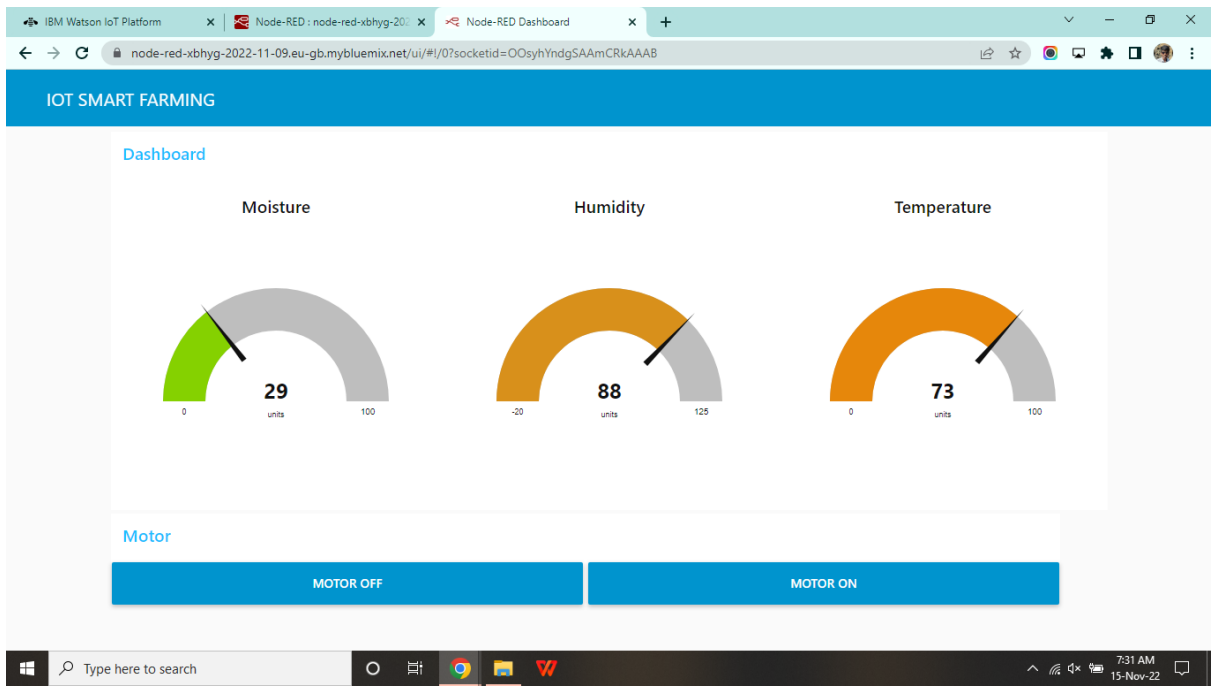 IBM Watson IoT Platform
Node-RED : node-red-xbhyg-202
Node-RED Dashboard
node-red-xbhyg-2022-11-09.eu-gb.mybluemix.net/ui/#!/0?socketid=OOsyhYndgSAAmCRkAAAB
IOT SMART FARMING
Dashboard
Moisture
Humidity
Temperature
29
units
0
100
88
units
-20
125
73
units
0
100
Motor
MOTOR OFF
MOTOR ON
Type here to search
7:31 AM
15-Nov-22